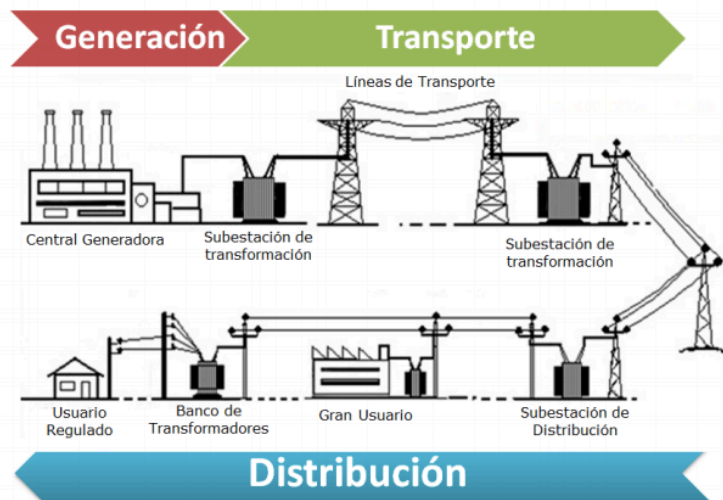 Generación
Transporte
Líneas de Transporte
Central Generadora
Subestación de
transformación
Subestación de
transformación
Usuario
Regulado
Banco de
Transformadores
Gran Usuario
Subestación de
Distribución
Distribución